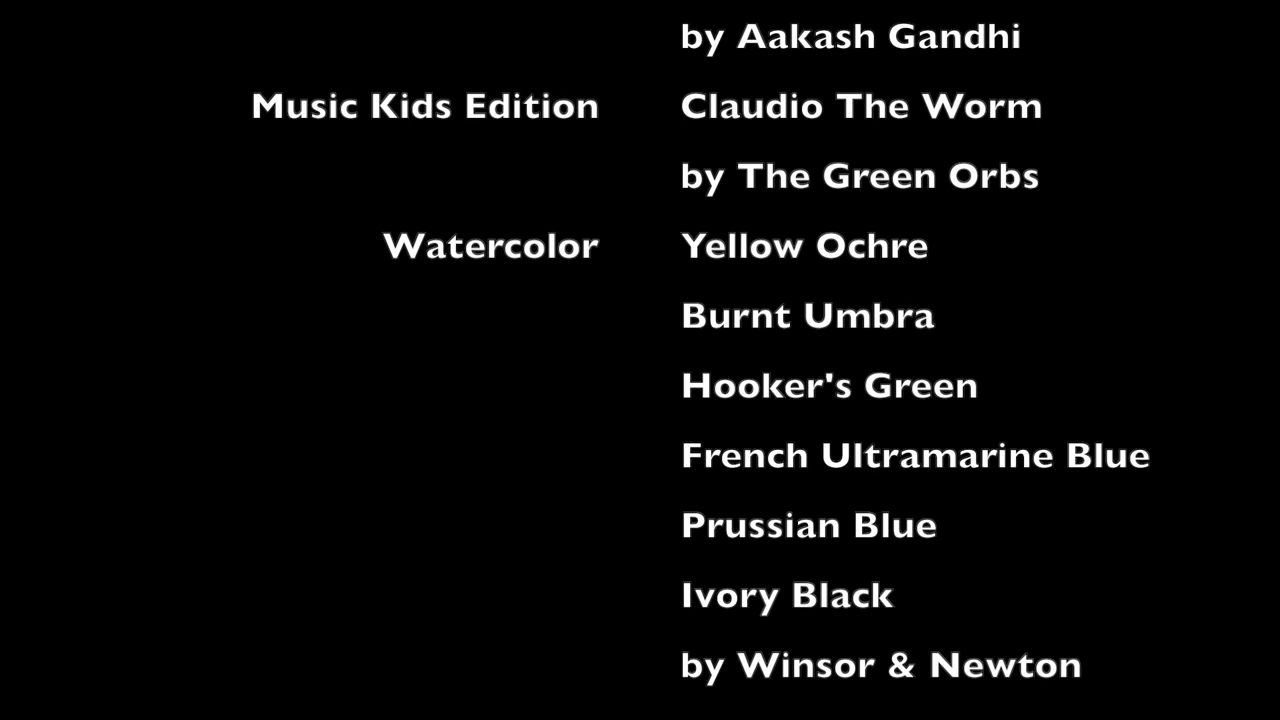 by Aakash Gandhi
Music Kids Edition Claudio The Worm
by The Green Orbs
Watercolor Yellow Ochre
Burnt Umbra
Hooker's Green
French Ultramarine Blue
Prussian Blue
Ivory Black
by Winsor & Newton